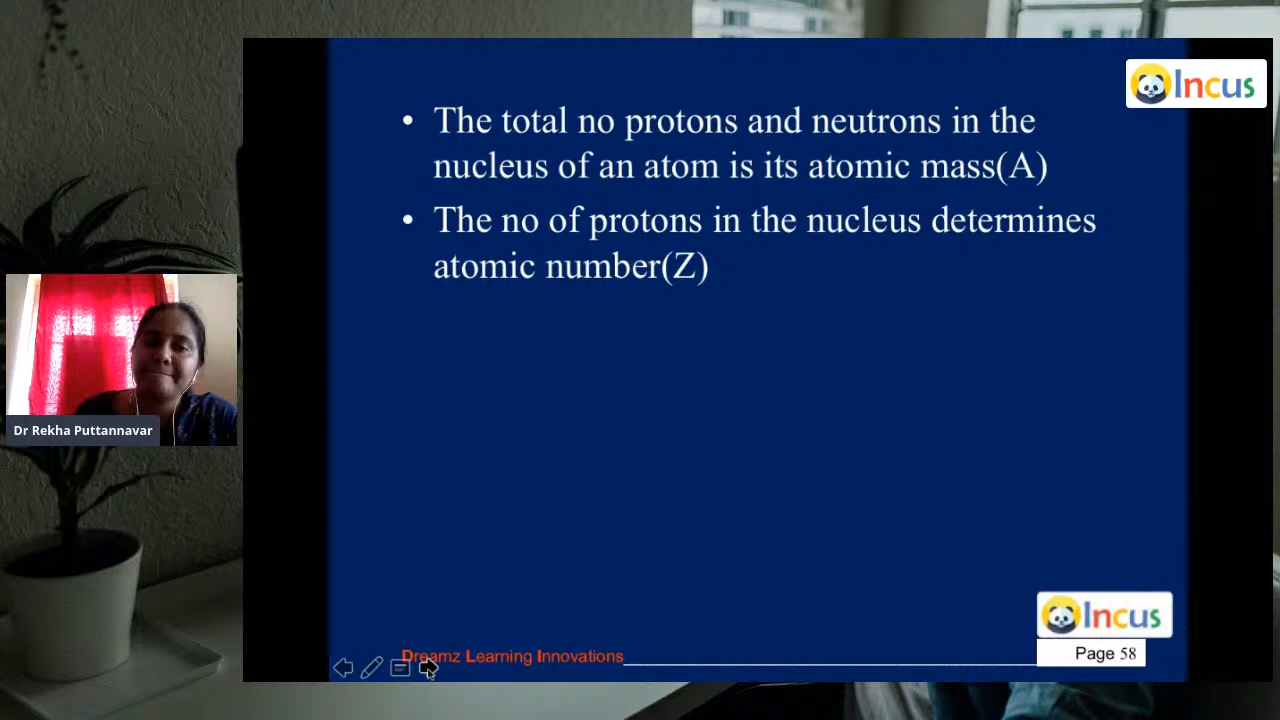 Incus
• The total no protons and neutrons in the
nucleus of an atom is its atomic mass(A)
• The no of protons in the nucleus determines
atomic number(Z)
Dr Rekha Puttannavar
Incus
Dreamz Learning Innovations
Page 58